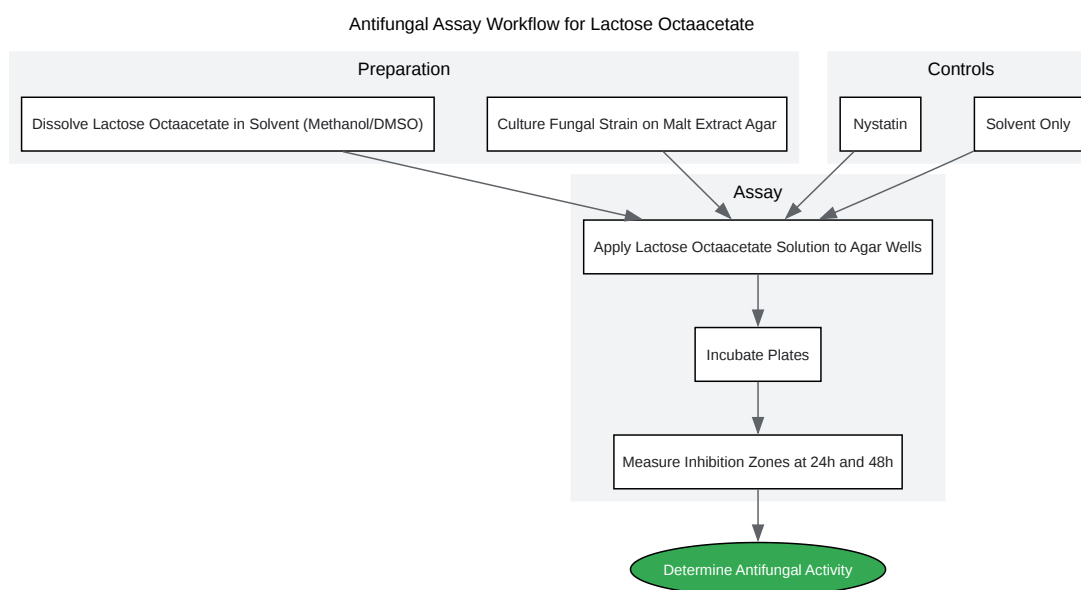 Antifungal Assay Workflow for Lactose Octaacetate
Preparation
Controls
Dissolve Lactose Octaacetate in Solvent (Methanol/DMSO)
Culture Fungal Strain on Malt Extract Agar
Nystatin
Solvent Only
Assay
Apply Lactose Octaacetate Solution to Agar Wells
Incubate Plates
Measure Inhibition Zones at 24h and 48h
Determine Antifungal Activity